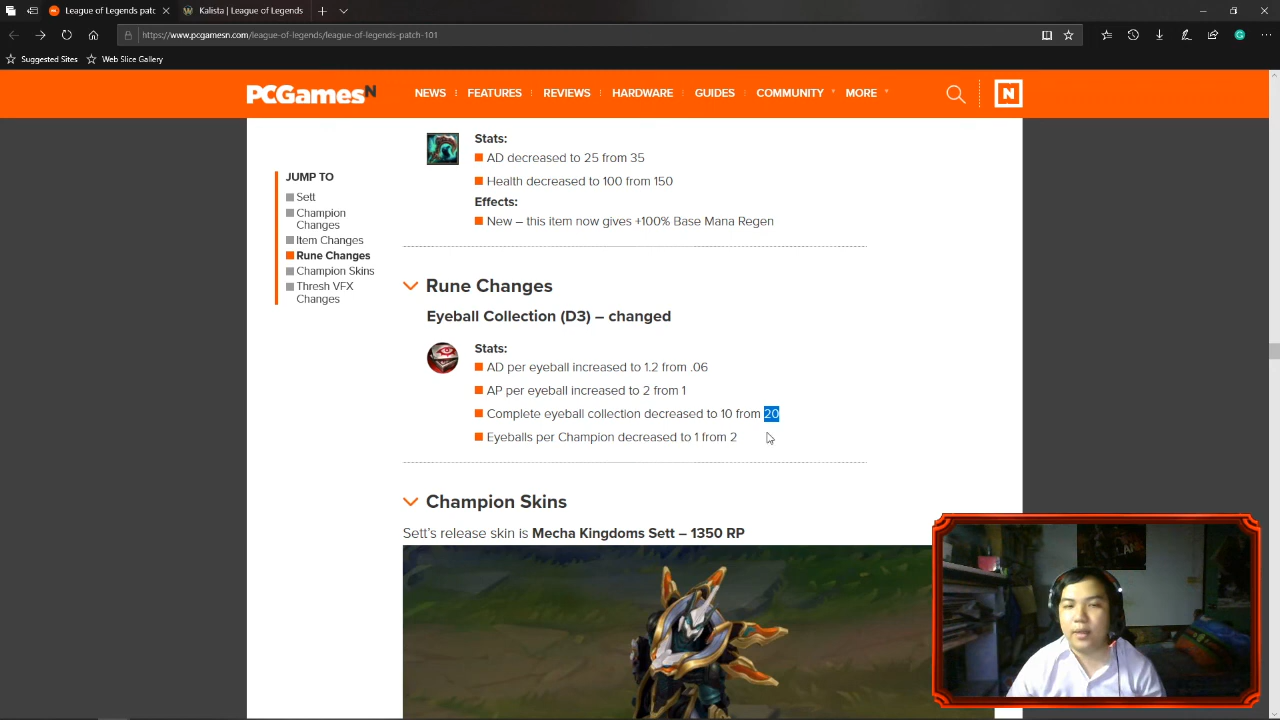 League of Legends patc
Kalista | League of Legends
https://www.pcgamesn.com/league-of-legends/league-of-legends-patch-101
Suggested Sites
Web Slice Gallery
PCGamesN
NEWS
FEATURES
REVIEWS
HARDWARE
GUIDES
COMMUNITY
MORE
N
JUMP TO
Sett
Champion
Changes
Item Changes
Rune Changes
Champion Skins
Thresh VFX
Changes
Stats:
AD decreased to 25 from 35
Health decreased to 100 from 150
Effects:
New – this item now gives +100% Base Mana Regen
Rune Changes
Eyeball Collection (D3) – changed
Stats:
AD per eyeball increased to 1.2 from .06
AP per eyeball increased to 2 from 1
Complete eyeball collection decreased to 10 from 20
Eyeballs per Champion decreased to 1 from 2
Champion Skins
Sett's release skin is Mecha Kingdoms Sett – 1350 RP